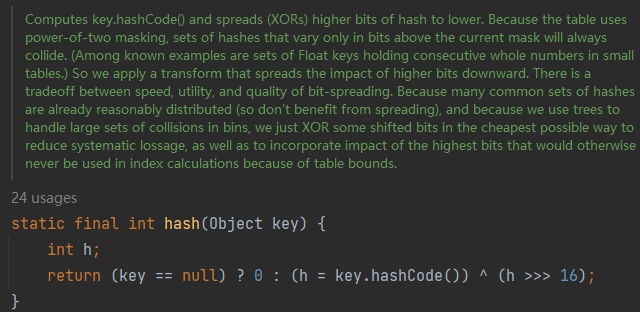 Computes key.hashCode() and spreads (XORs) higher bits of hash to lower. Because the table uses
power-of-two masking, sets of hashes that vary only in bits above the current mask will always
collide. (Among known examples are sets of Float keys holding consecutive whole numbers in small
tables.) So we apply a transform that spreads the impact of higher bits downward. There is a
tradeoff between speed, utility, and quality of bit-spreading. Because many common sets of hashes
are already reasonably distributed (so don't benefit from spreading), and because we use trees to
handle large sets of collisions in bins, we just XOR some shifted bits in the cheapest possible way to
reduce systematic lossage, as well as to incorporate impact of the highest bits that would otherwise
never be used in index calculations because of table bounds.
24 usages
static final int hash(Object key) {
    int h;
    return (key == null) ? 0 : (h = key.hashCode()) ^ (h >>> 16);
}